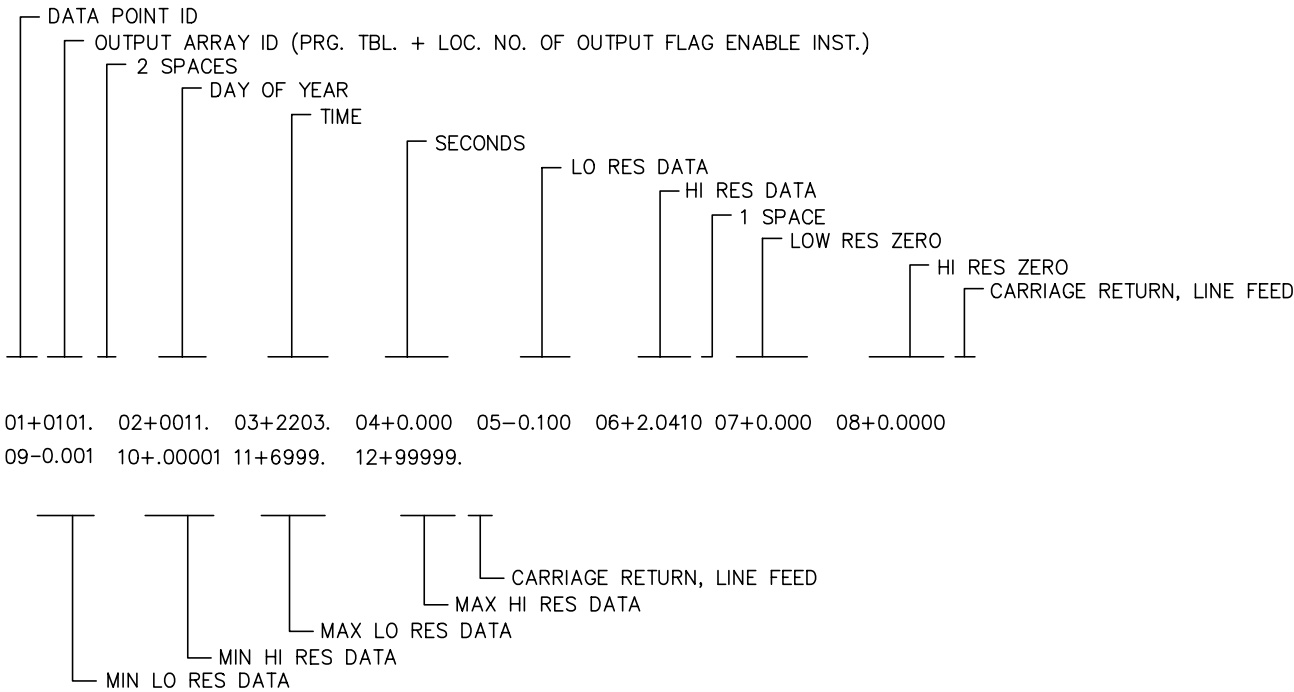 DATA POINT ID
OUTPUT ARRAY ID (PRG. TBL. + LOC. NO. OF OUTPUT FLAG ENABLE INST.)
2 SPACES
DAY OF YEAR
TIME
SECONDS
LO RES DATA
HI RES DATA
1 SPACE
LOW RES ZERO
HI RES ZERO
CARRIAGE RETURN, LINE FEED
01+0101. 02+0011. 03+2203. 04+0.000 05−0.100 06+2.0410 07+0.000 08+0.0000
09−0.001 10+.00001 11+6999. 12+99999.
CARRIAGE RETURN, LINE FEED
MAX HI RES DATA
MAX LO RES DATA
MIN HI RES DATA
MIN LO RES DATA